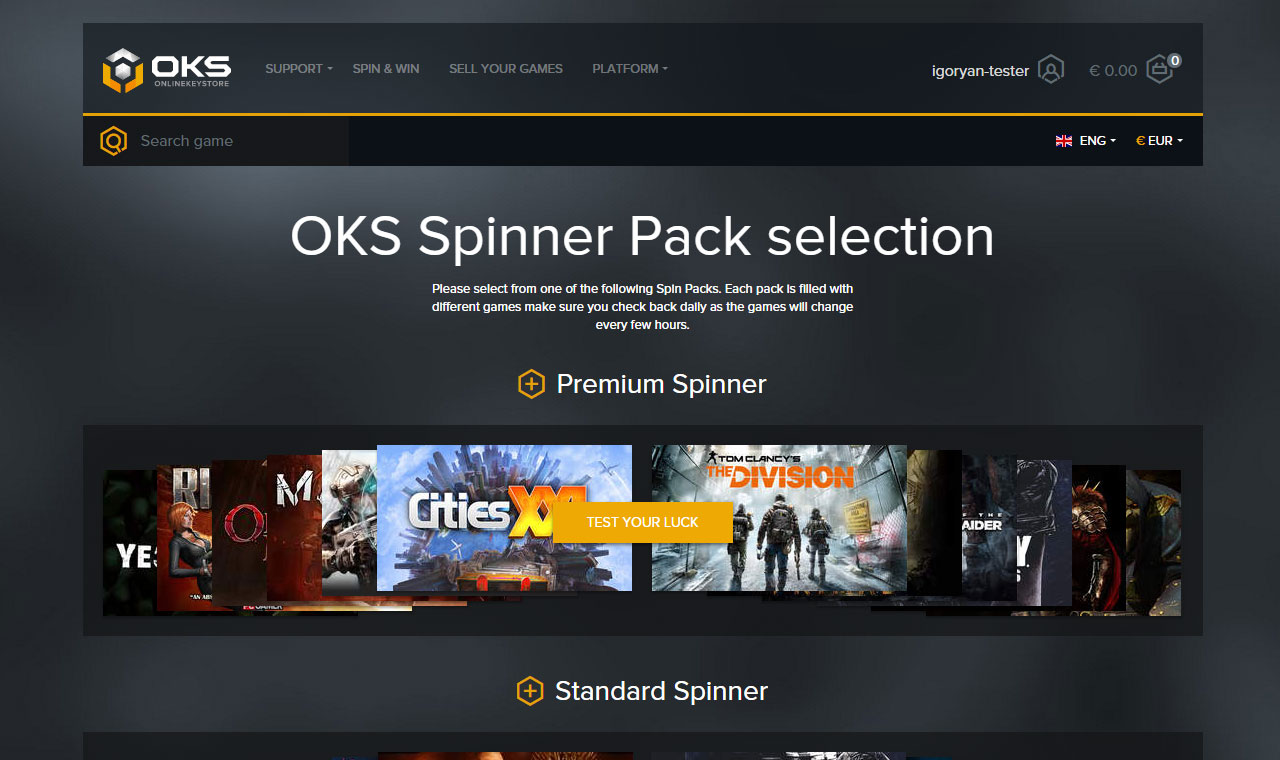 OKS
ONLINEKEYSTORE
SUPPORT
SPIN & WIN
SELL YOUR GAMES
PLATFORM
igoryan-tester
€ 0.00
0
Search game
ENG
€ EUR
OKS Spinner Pack selection
Please select from one of the following Spin Packs. Each pack is filled with
different games make sure you check back daily as the games will change
every few hours.
Premium Spinner
Cities XXL
TOM CLANCY'S
THE DIVISION
TEST YOUR LUCK
Standard Spinner